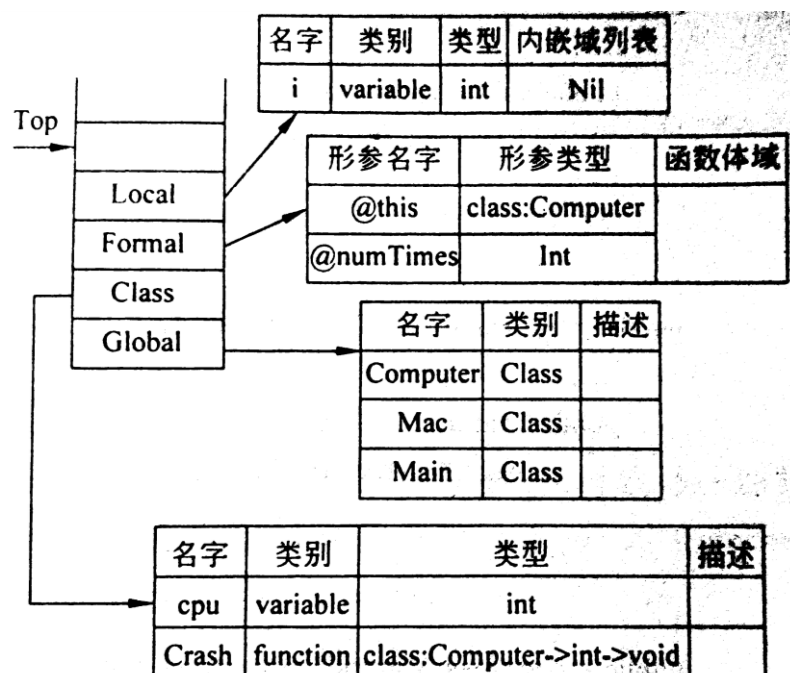 名字 类别 类型 内嵌域列表
i variable int Nil
Top
形参名字 形参类型 函数体域
Local
@this class:Computer
Formal
@numTimes Int
Class
名字 类别 描述
Global
Computer Class
Mac Class
Main Class
名字 类别 类型 描述
cpu variable int
Crash function class:Computer->int->void